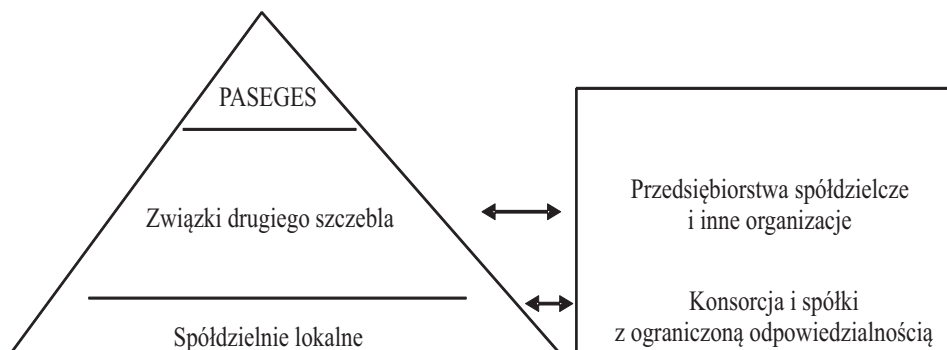 PASEGES
Związki drugiego szczebla
Spółdzielnie lokalne
Przedsiębiorstwa spółdzielcze
i inne organizacje
Konsorcja i spółki
z ograniczoną odpowiedzialnością